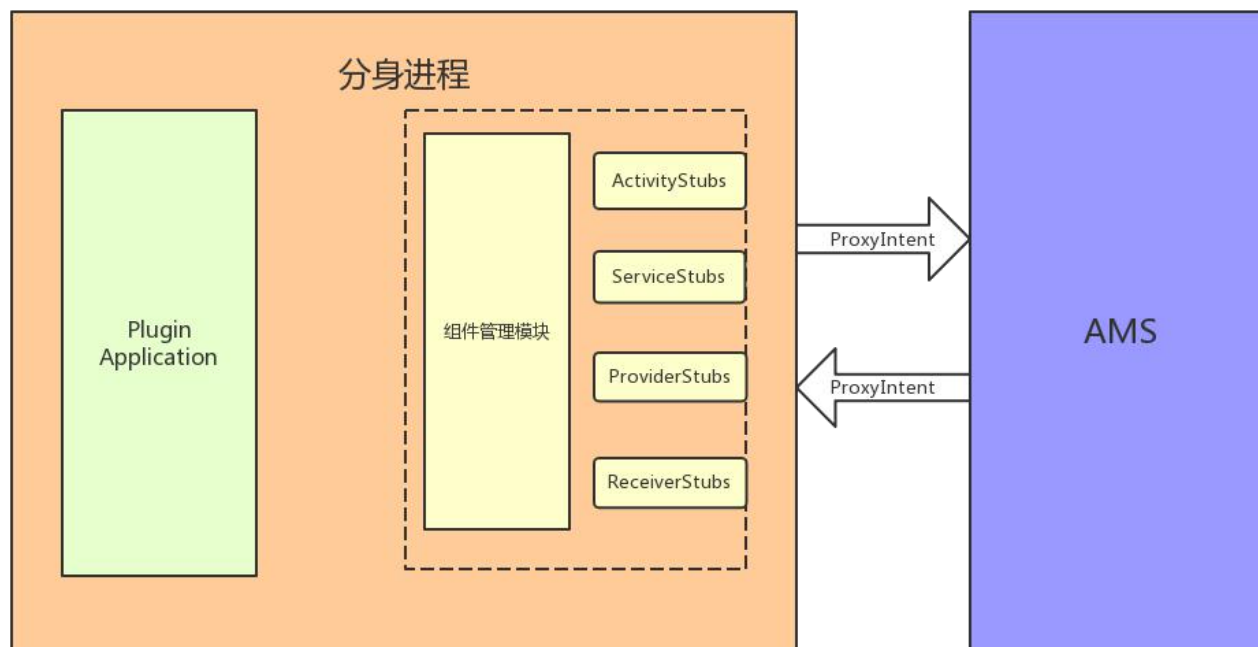 分身进程
Plugin
Application
组件管理模块
ActivityStubs
ServiceStubs
ProviderStubs
ReceiverStubs
ProxyIntent
ProxyIntent
AMS